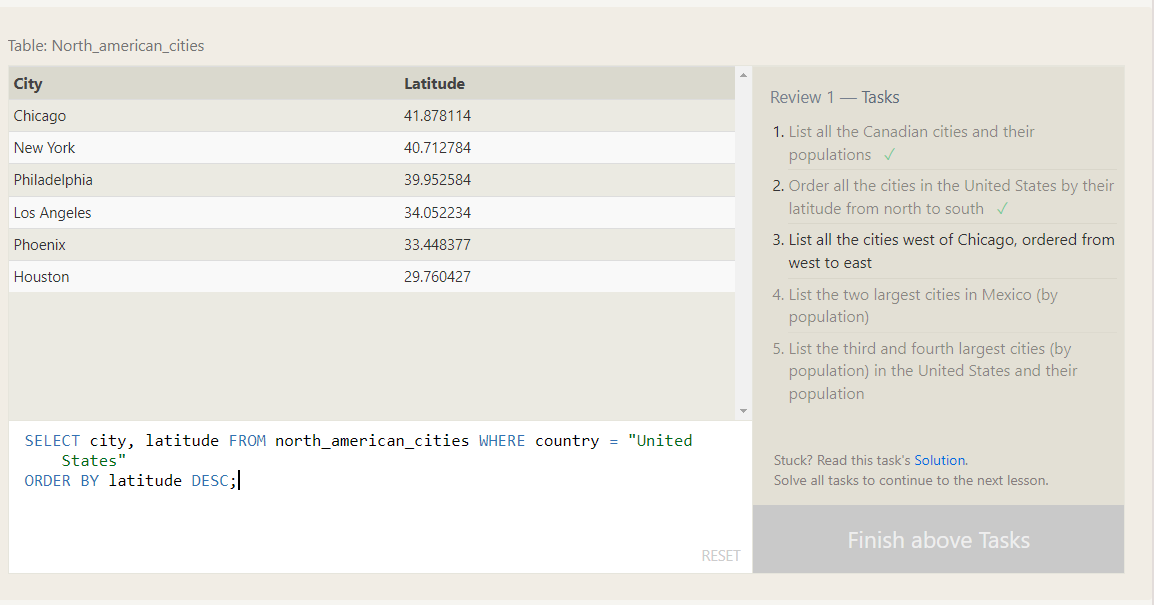 Table: North_american_cities
City Latitude
Chicago 41.878114
New York 40.712784
Philadelphia 39.952584
Los Angeles 34.052234
Phoenix 33.448377
Houston 29.760427
SELECT city, latitude FROM north_american_cities WHERE country = "United
States"
ORDER BY latitude DESC;
RESET
Review 1 — Tasks
1. List all the Canadian cities and their
populations ✓
2. Order all the cities in the United States by their
latitude from north to south ✓
3. List all the cities west of Chicago, ordered from
west to east
4. List the two largest cities in Mexico (by
population)
5. List the third and fourth largest cities (by
population) in the United States and their
population
Stuck? Read this task's Solution.
Solve all tasks to continue to the next lesson.
Finish above Tasks